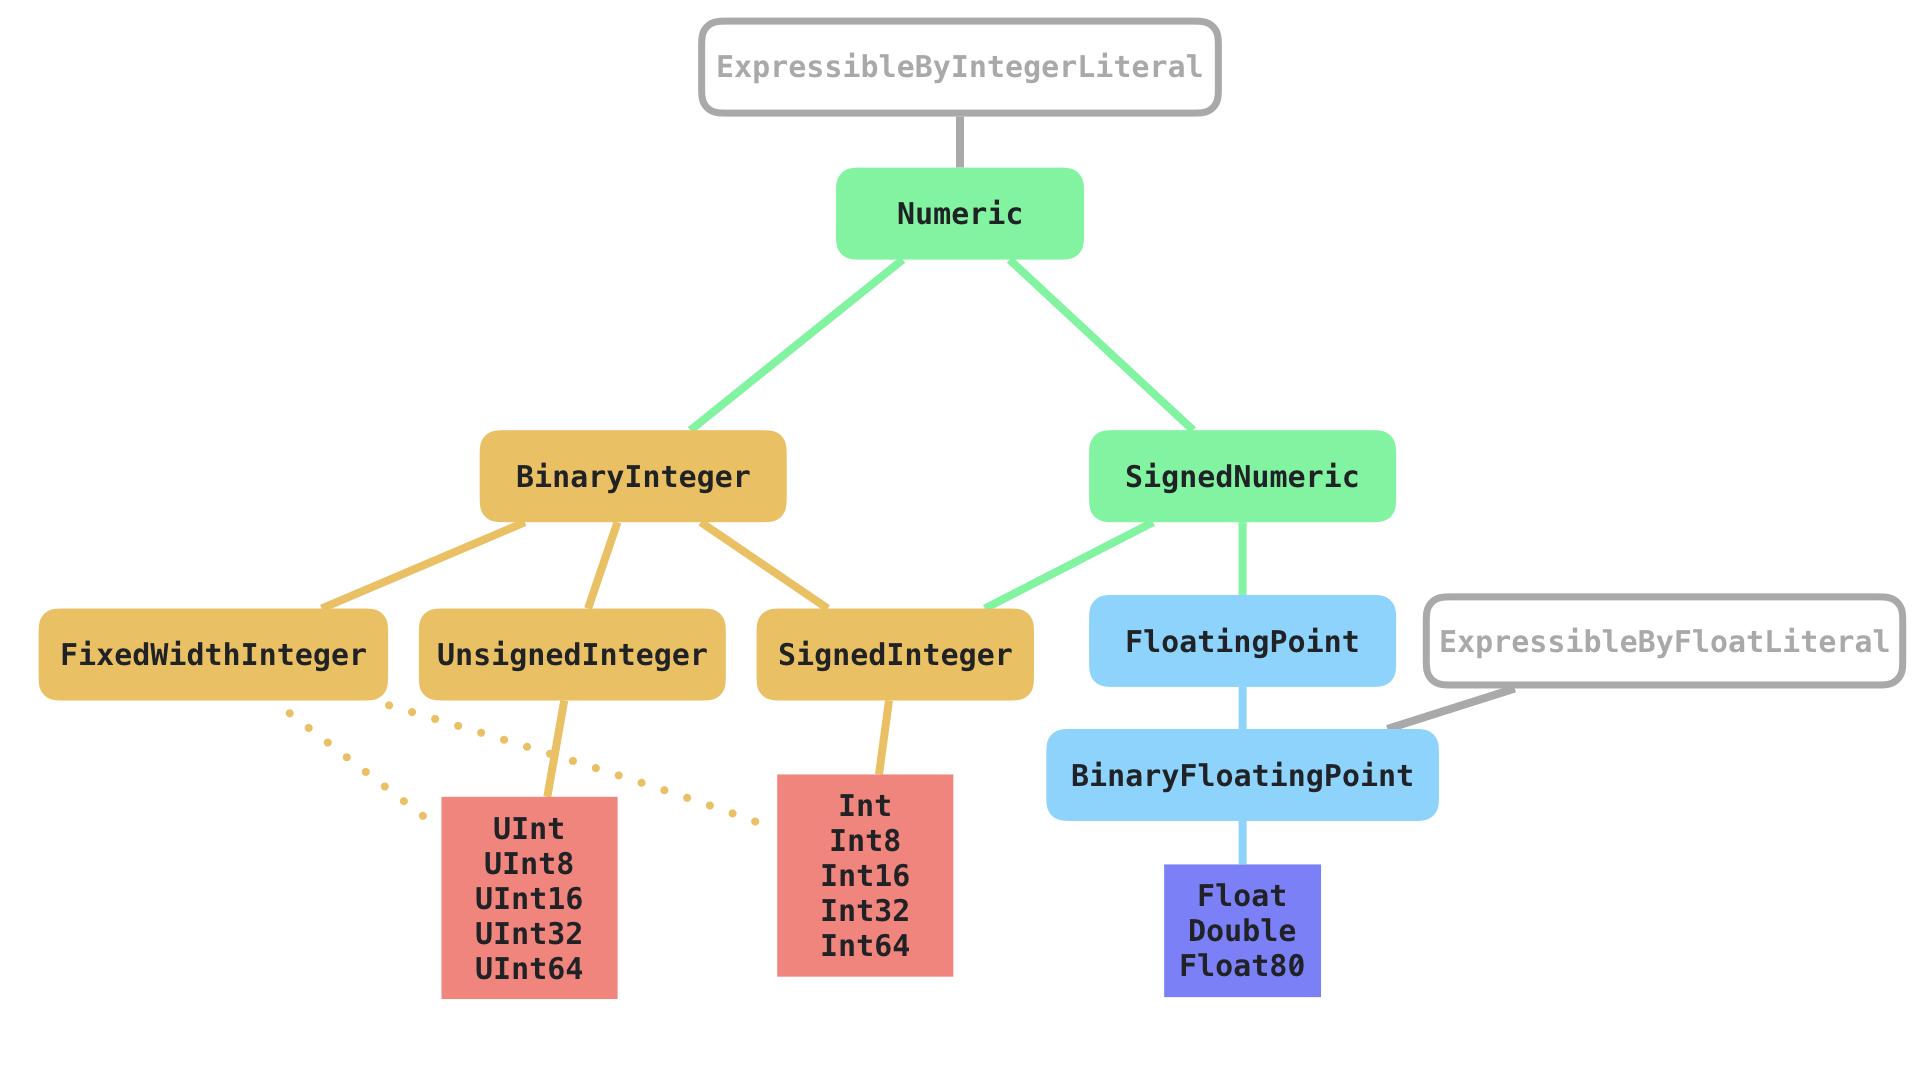 ExpressibleByIntegerLiteral
Numeric
BinaryInteger
SignedNumeric
FixedWidthInteger
UnsignedInteger
SignedInteger
FloatingPoint
ExpressibleByFloatLiteral
BinaryFloatingPoint
UInt
UInt8
UInt16
UInt32
UInt64
Int
Int8
Int16
Int32
Int64
Float
Double
Float80